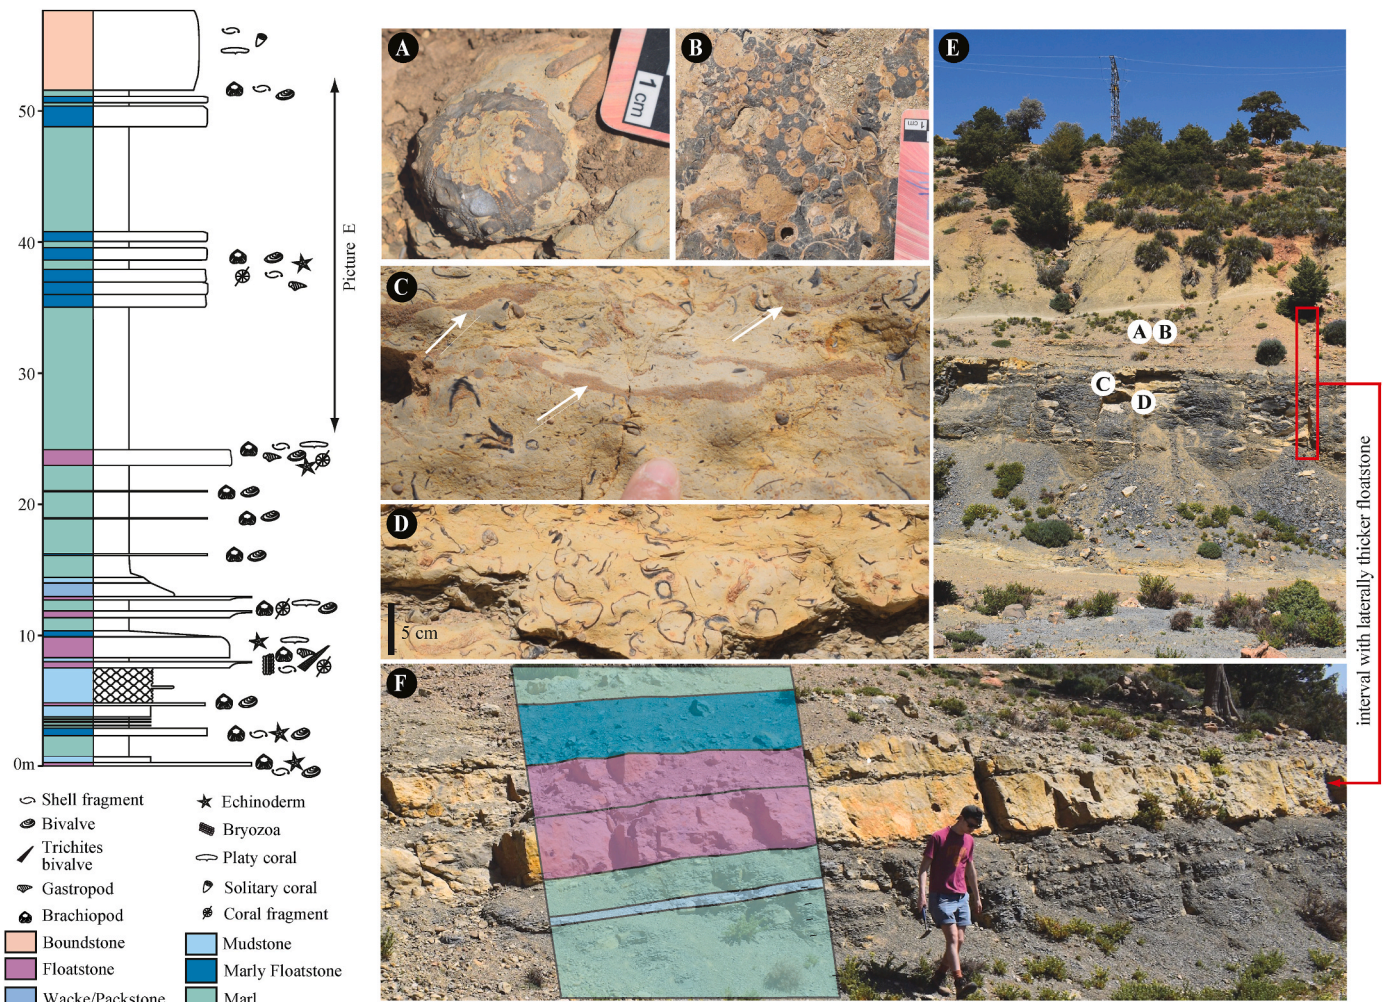 50
40
30
20
10
0m
Picture E
Shell fragment
Bivalve
Trichites
bivalve
Gastropod
Brachiopod
Echinoderm
Bryozoa
Platy coral
Solitary coral
Coral fragment
Boundstone
Floatstone
Wacke/Packstone
Mudstone
Marly Floatstone
Marl
A
1 cm
B
1 cm
C
D
5 cm
E
A B
C
D
F
interval with laterally thicker floatstone